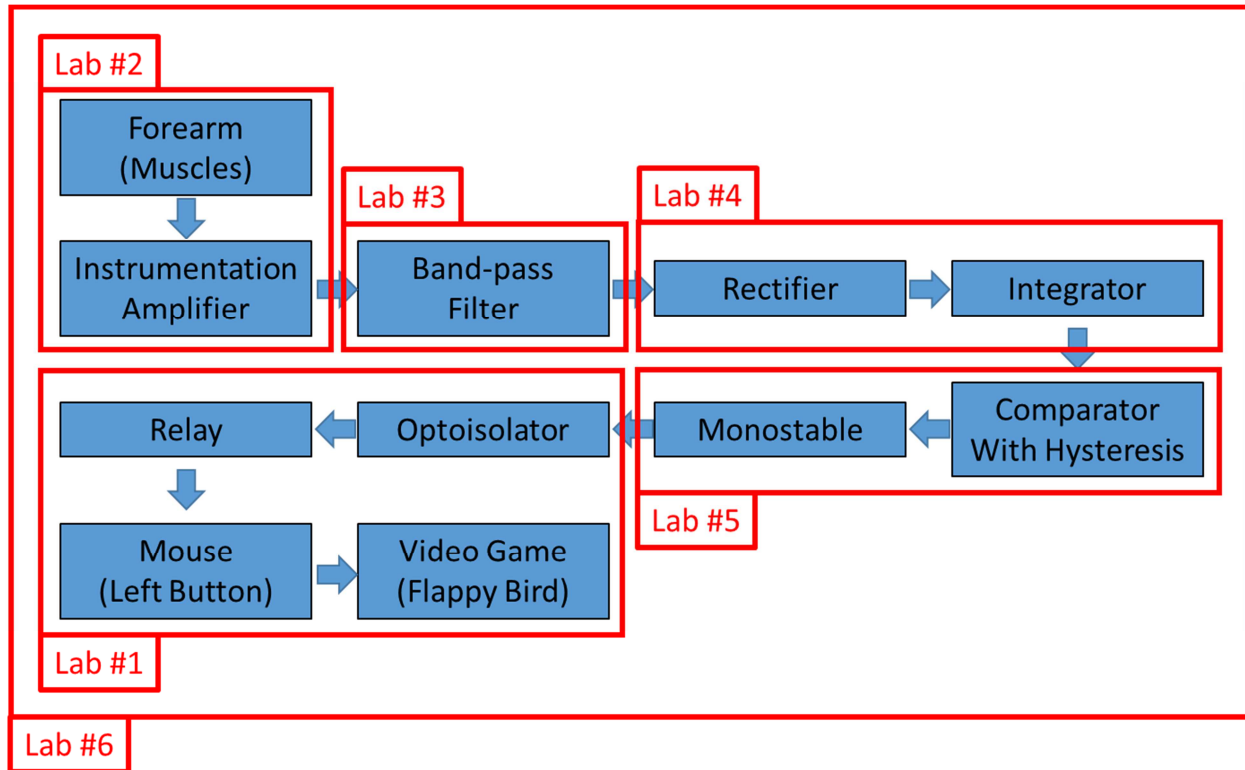 Lab #2
Forearm
(Muscles)
Lab #3
Lab #4
Instrumentation
Amplifier
Band-pass
Filter
Rectifier
Integrator
Relay
Optoisolator
Monostable
Comparator
With Hysteresis
Lab #5
Mouse
(Left Button)
Video Game
(Flappy Bird)
Lab #1
Lab #6